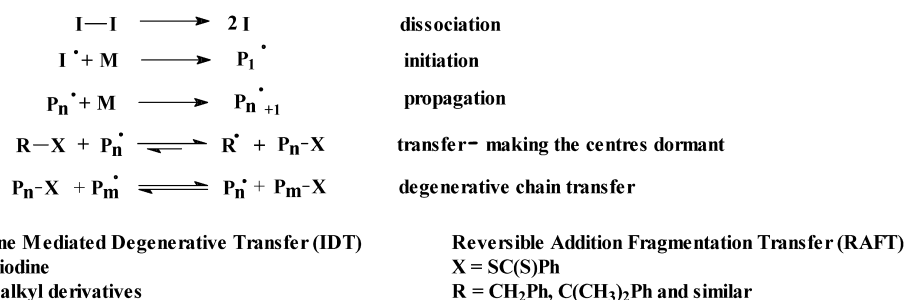 I—I ⟶ 2 I dissociation
I• + M ⟶ P1• initiation
Pn• + M ⟶ Pn•+1 propagation
R—X + Pn• ⇌ R• + Pn-X transfer- making the centres dormant
Pn-X + Pm• ⇌ Pn• + Pm-X degenerative chain transfer
ne Mediated Degenerative Transfer (IDT) Reversible Addition Fragmentation Transfer (RAFT)
iodine X = SC(S)Ph
alkyl derivatives R = CH2Ph, C(CH3)2Ph and similar